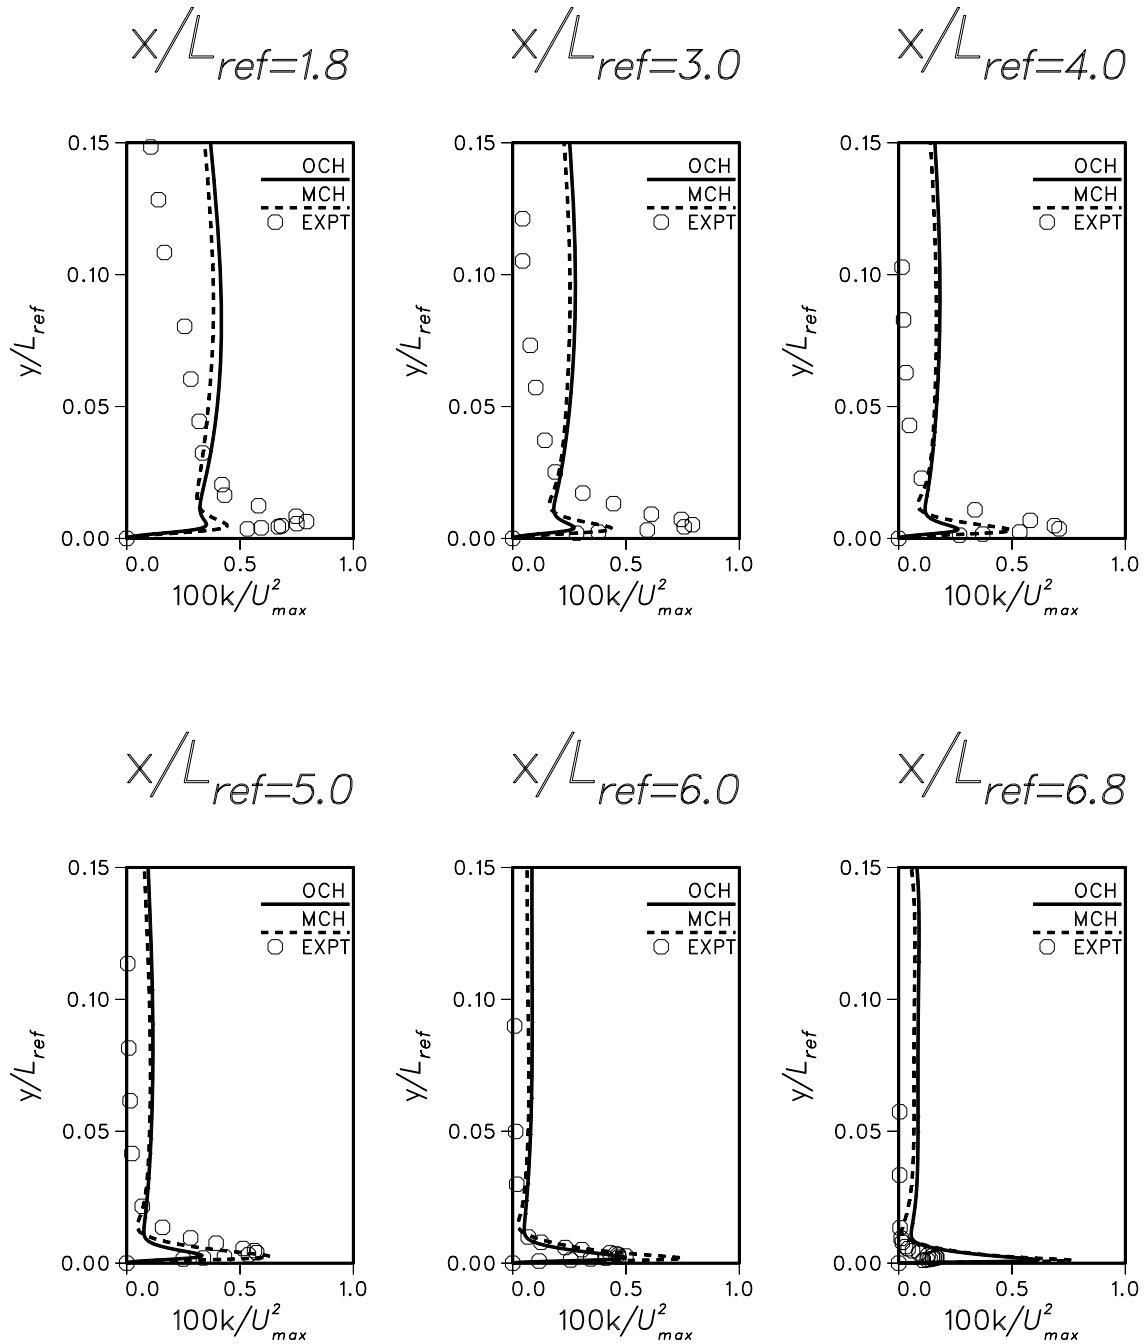 x/Lref=1.8
x/Lref=3.0
x/Lref=4.0
0.15
OCH
MCH
EXPT
0.10
y/Lref
0.05
0.00
0.0 0.5 1.0
100k/U²max
0.15
OCH
MCH
EXPT
0.10
y/Lref
0.05
0.00
0.0 0.5 1.0
100k/U²max
0.15
OCH
MCH
EXPT
0.10
y/Lref
0.05
0.00
0.0 0.5 1.0
100k/U²max
x/Lref=5.0
x/Lref=6.0
x/Lref=6.8
0.15
OCH
MCH
EXPT
0.10
y/Lref
0.05
0.00
0.0 0.5 1.0
100k/U²max
0.15
OCH
MCH
EXPT
0.10
y/Lref
0.05
0.00
0.0 0.5 1.0
100k/U²max
0.15
OCH
MCH
EXPT
0.10
y/Lref
0.05
0.00
0.0 0.5 1.0
100k/U²max